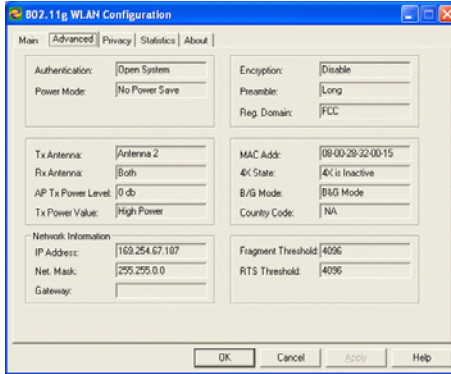 802.11g WLAN Configuration
Main Advanced Privacy Statistics About
Authentication: Open System
Power Mode: No Power Save
Encryption: Disable
Preamble: Long
Reg. Domain: FCC
Tx Antenna: Antenna 2
Rx Antenna: Both
AP Tx Power Level: 0 db
Tx Power Value: High Power
MAC Addr: 08-00-28-32-00-15
4X State: 4X is Inactive
B/G Mode: B&G Mode
Country Code: NA
Network Information
IP Address: 169.254.67.187
Net. Mask: 255.255.0.0
Gateway:
Fragment Threshold: 4096
RTS Threshold: 4096
OK Cancel Apply Help